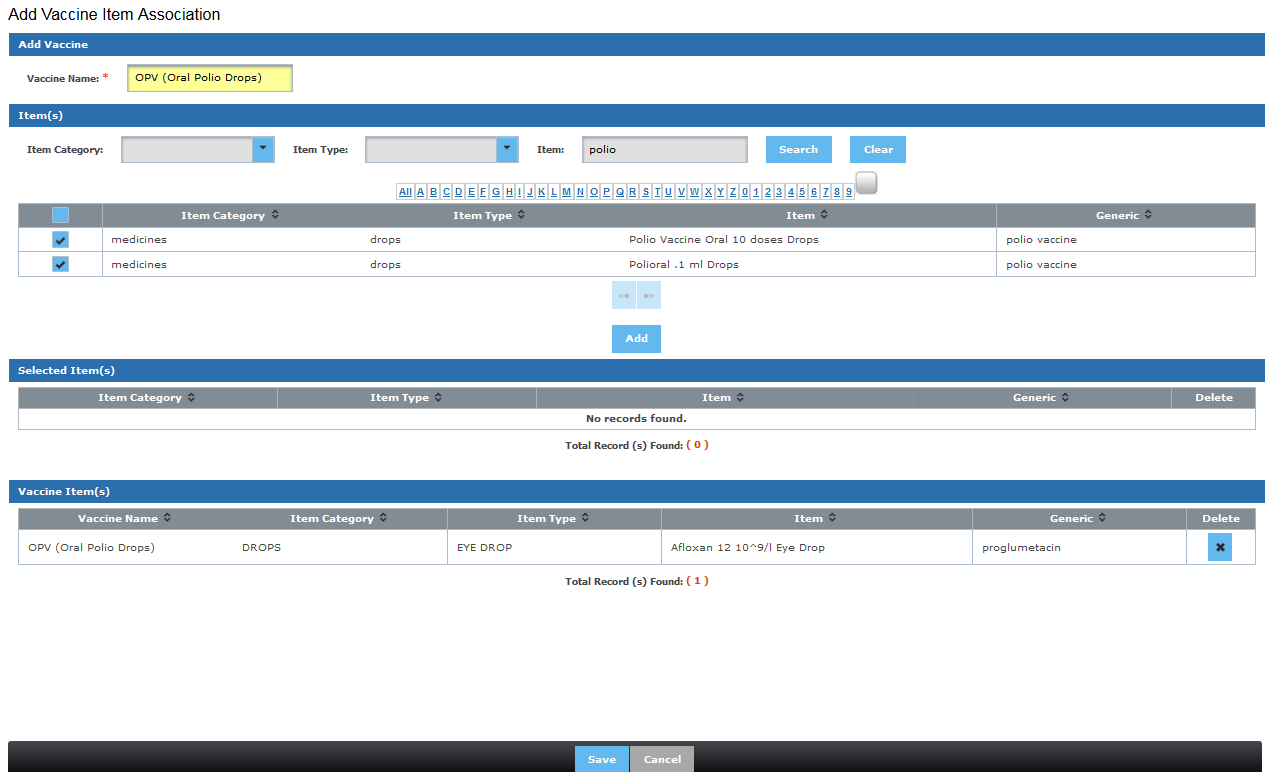 Add Vaccine Item Association
Add Vaccine
Vaccine Name: * OPV (Oral Polio Drops)
Item(s)
Item Category: Item Type: Item: polio Search Clear
All A B C D E F G H I J K L M N O P Q R S T U V W X Y Z 0 1 2 3 4 5 6 7 8 9
Item Category Item Type Item Generic
medicines drops Polio Vaccine Oral 10 doses Drops polio vaccine
medicines drops Polioral .1 ml Drops polio vaccine
Add
Selected Item(s)
Item Category Item Type Item Generic Delete
No records found.
Total Record (s) Found: ( 0 )
Vaccine Item(s)
Vaccine Name Item Category Item Type Item Generic Delete
OPV (Oral Polio Drops) DROPS EYE DROP Afloxan 12 10^9/l Eye Drop proglumetacin
Total Record (s) Found: ( 1 )
Save Cancel